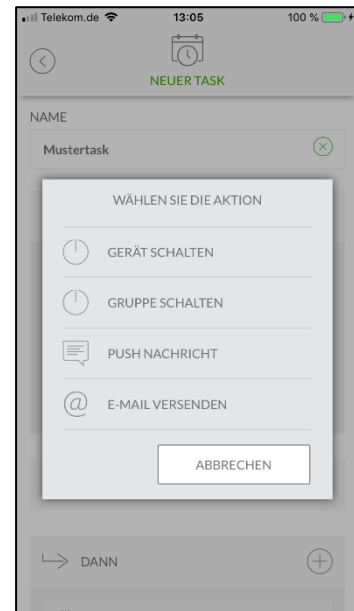 Telekom.de 13:05 100 %
NEUER TASK
NAME
Mustertask
WÄHLEN SIE DIE AKTION
GERÄT SCHALTEN
GRUPPE SCHALTEN
PUSH NACHRICHT
@ E-MAIL VERSENDEN
ABBRECHEN
DANN